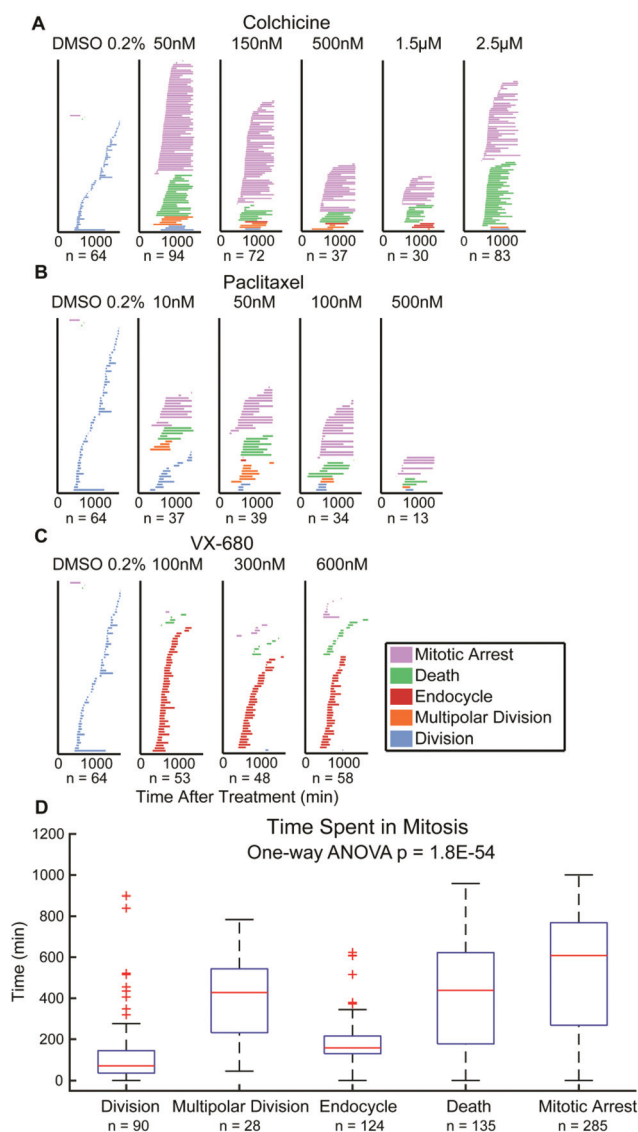 A
Colchicine
DMSO 0.2% 50nM 150nM 500nM 1.5µM 2.5µM
0 1000 0 1000 0 1000 0 1000 0 1000 0 1000
n = 64 n = 94 n = 72 n = 37 n = 30 n = 83
B
Paclitaxel
DMSO 0.2% 10nM 50nM 100nM 500nM
0 1000 0 1000 0 1000 0 1000 0 1000
n = 64 n = 37 n = 39 n = 34 n = 13
C
VX-680
DMSO 0.2% 100nM 300nM 600nM
0 1000 0 1000 0 1000 0 1000
n = 64 n = 53 n = 48 n = 58
Time After Treatment (min)
Mitotic Arrest
Death
Endocycle
Multipolar Division
Division
D
Time Spent in Mitosis
One-way ANOVA p = 1.8E-54
Time (min)
1200
1000
800
600
400
200
0
Division Multipolar Division Endocycle Death Mitotic Arrest
n = 90 n = 28 n = 124 n = 135 n = 285